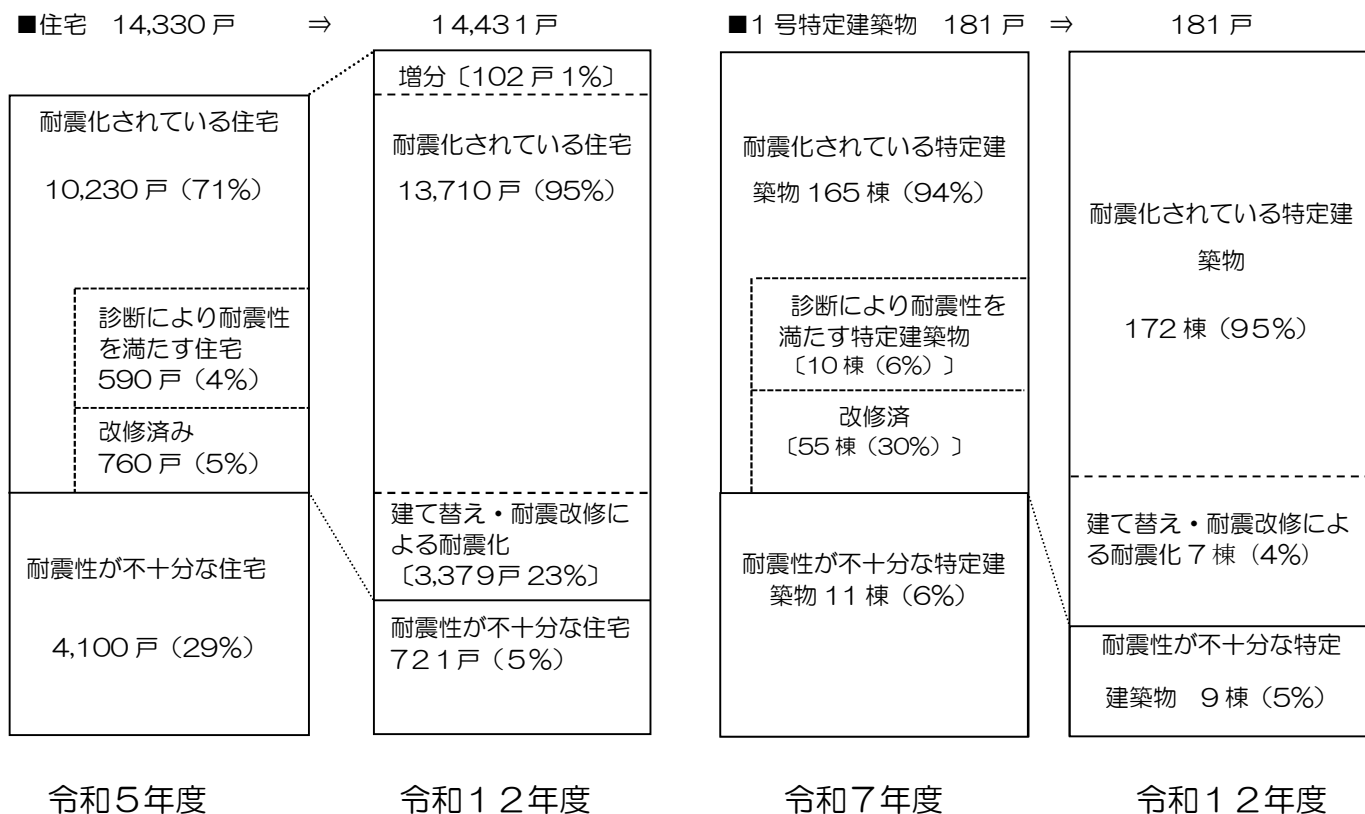 ■住宅 14,330戸 ⇒ 14,431戸
増分〔102戸 1%〕
耐震化されている住宅
10,230戸（71%）
診断により耐震性
を満たす住宅
590戸（4%）
改修済み
760戸（5%）
耐震性が不十分な住宅
4,100戸（29%）
令和５年度
耐震化されている住宅
13,710戸（95%）
建て替え・耐震改修に
よる耐震化
〔3,379戸 23%〕
耐震性が不十分な住宅
721戸（5%）
令和１２年度
■1号特定建築物 181戸 ⇒ 181戸
耐震化されている特定建
築物 165棟（94%）
診断により耐震性を
満たす特定建築物
〔10棟（6%）〕
改修済
〔55棟（30%）〕
耐震性が不十分な特定建
築物 11棟（6%）
令和７年度
耐震化されている特定建
築物
172棟（95%）
建て替え・耐震改修によ
る耐震化 7棟（4%）
耐震性が不十分な特定
建築物 9棟（5%）
令和１２年度